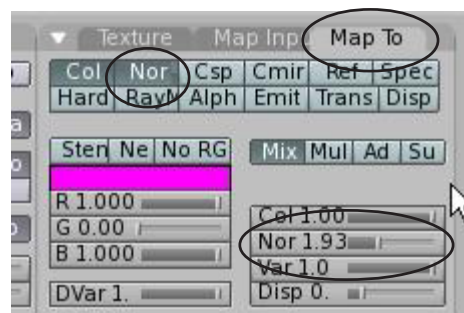 Texture Map Inp Map To
Col Nor Csp Cmir Ref Spec
Hard RayM Alph Emit Trans Disp
Sten Ne No RG Mix Mul Ad Su
R 1.000
G 0.00
B 1.000
DVar 1.
Col 1.00
Nor 1.93
Var 1.0
Disp 0.